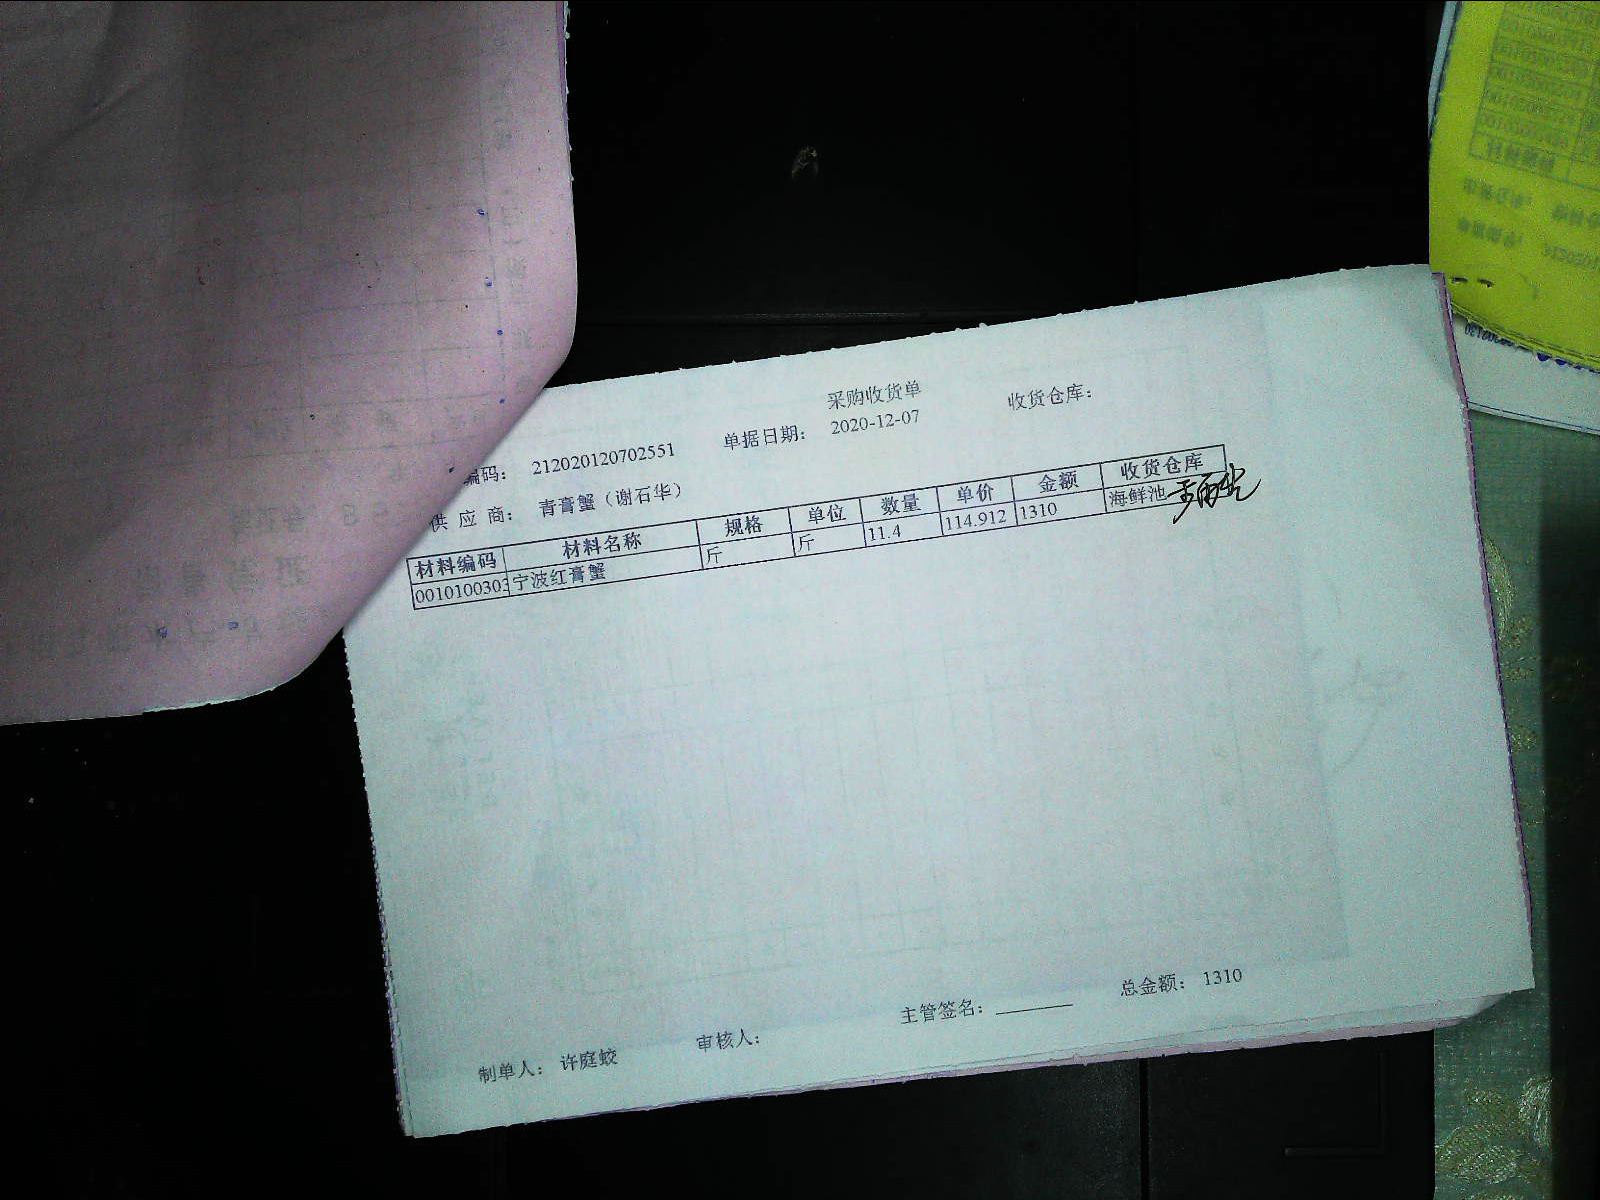 采购收货单
编码： 212020120702551 单据日期： 2020-12-07 收货仓库：
供应商： 青膏蟹（谢石华）
材料编码 材料名称 规格 单位 数量 单价 金额 收货仓库
0010100303 宁波红膏蟹 斤 斤 11.4 114.912 1310 海鲜池
制单人： 许庭蛟 审核人： 主管签名： 总金额： 1310